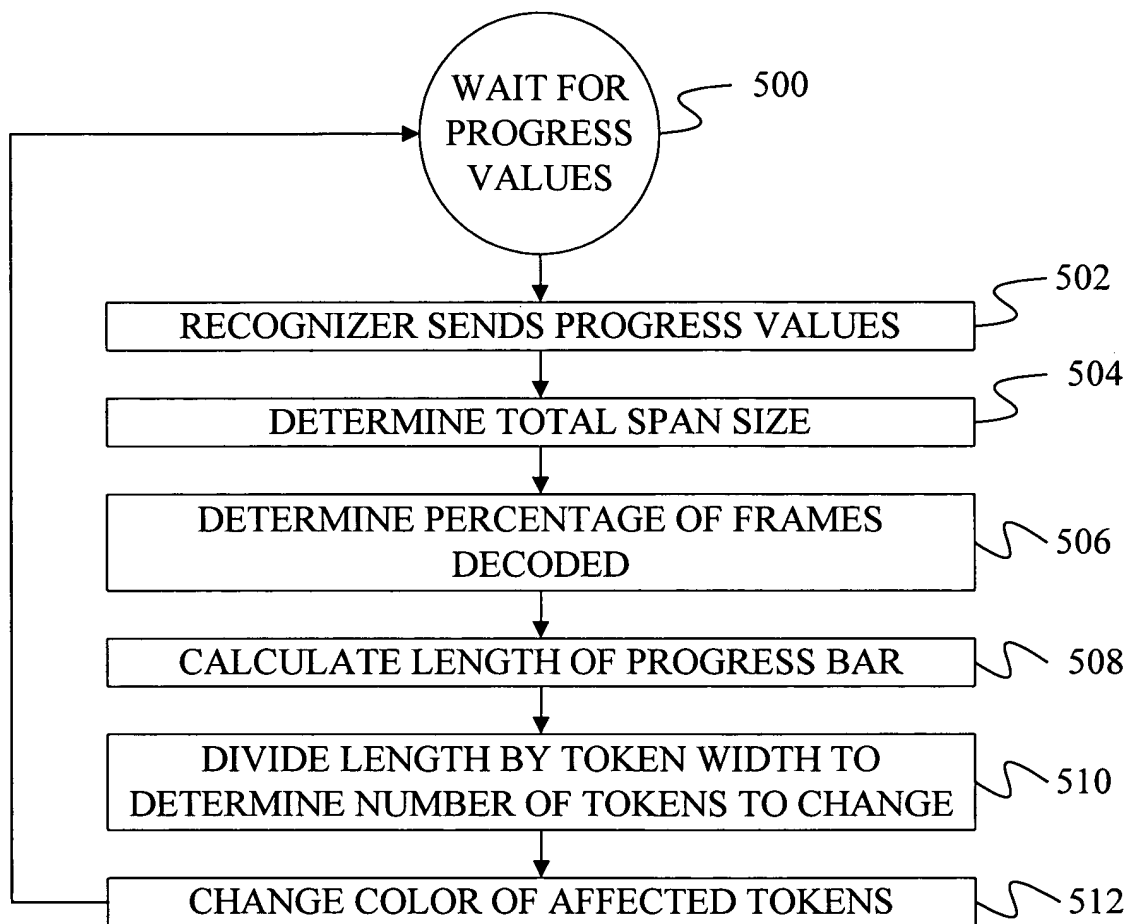 WAIT FOR
PROGRESS
VALUES
500
RECOGNIZER SENDS PROGRESS VALUES
502
DETERMINE TOTAL SPAN SIZE
504
DETERMINE PERCENTAGE OF FRAMES
DECODED
506
CALCULATE LENGTH OF PROGRESS BAR
508
DIVIDE LENGTH BY TOKEN WIDTH TO
DETERMINE NUMBER OF TOKENS TO CHANGE
510
CHANGE COLOR OF AFFECTED TOKENS
512